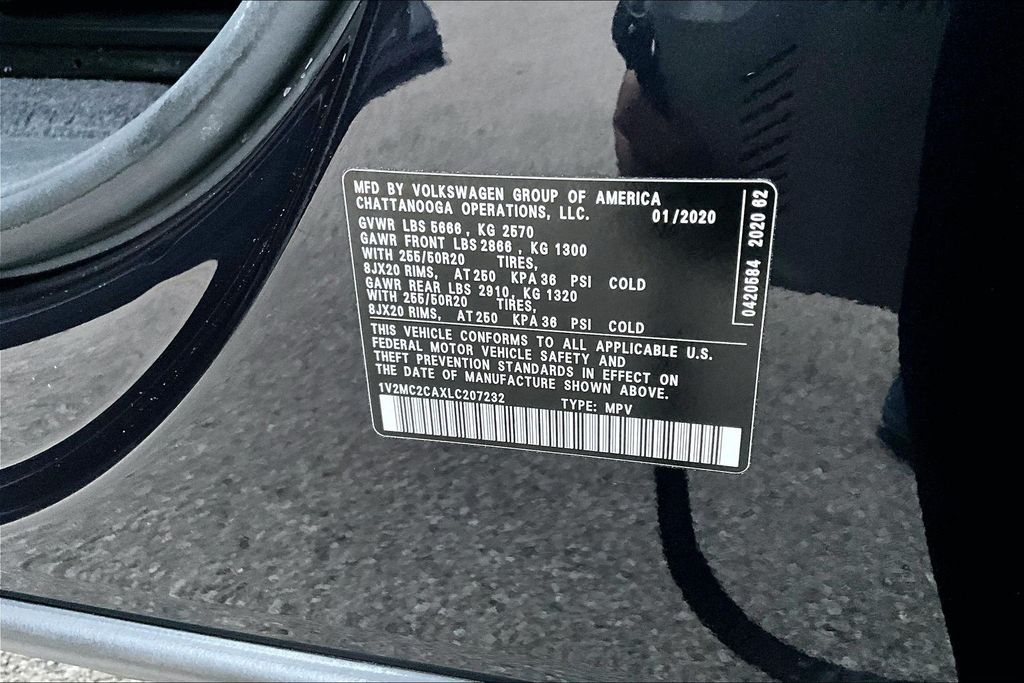 MFD BY VOLKSWAGEN GROUP OF AMERICA
CHATTANOOGA OPERATIONS, LLC. 01/2020
GVWR LBS 5666 , KG 2570
GAWR FRONT LBS 2866 , KG 1300
WITH 255/50R20 TIRES,
8JX20 RIMS, AT 250 KPA 36 PSI COLD
GAWR REAR LBS 2910, KG 1320
WITH 255/50R20 TIRES,
8JX20 RIMS, AT 250 KPA 36 PSI COLD
THIS VEHICLE CONFORMS TO ALL APPLICABLE U.S.
FEDERAL MOTOR VEHICLE SAFETY AND
THEFT PREVENTION STANDARDS IN EFFECT ON
THE DATE OF MANUFACTURE SHOWN ABOVE.
1V2MC2CAXLC207232 TYPE: MPV
0420584 2020 62